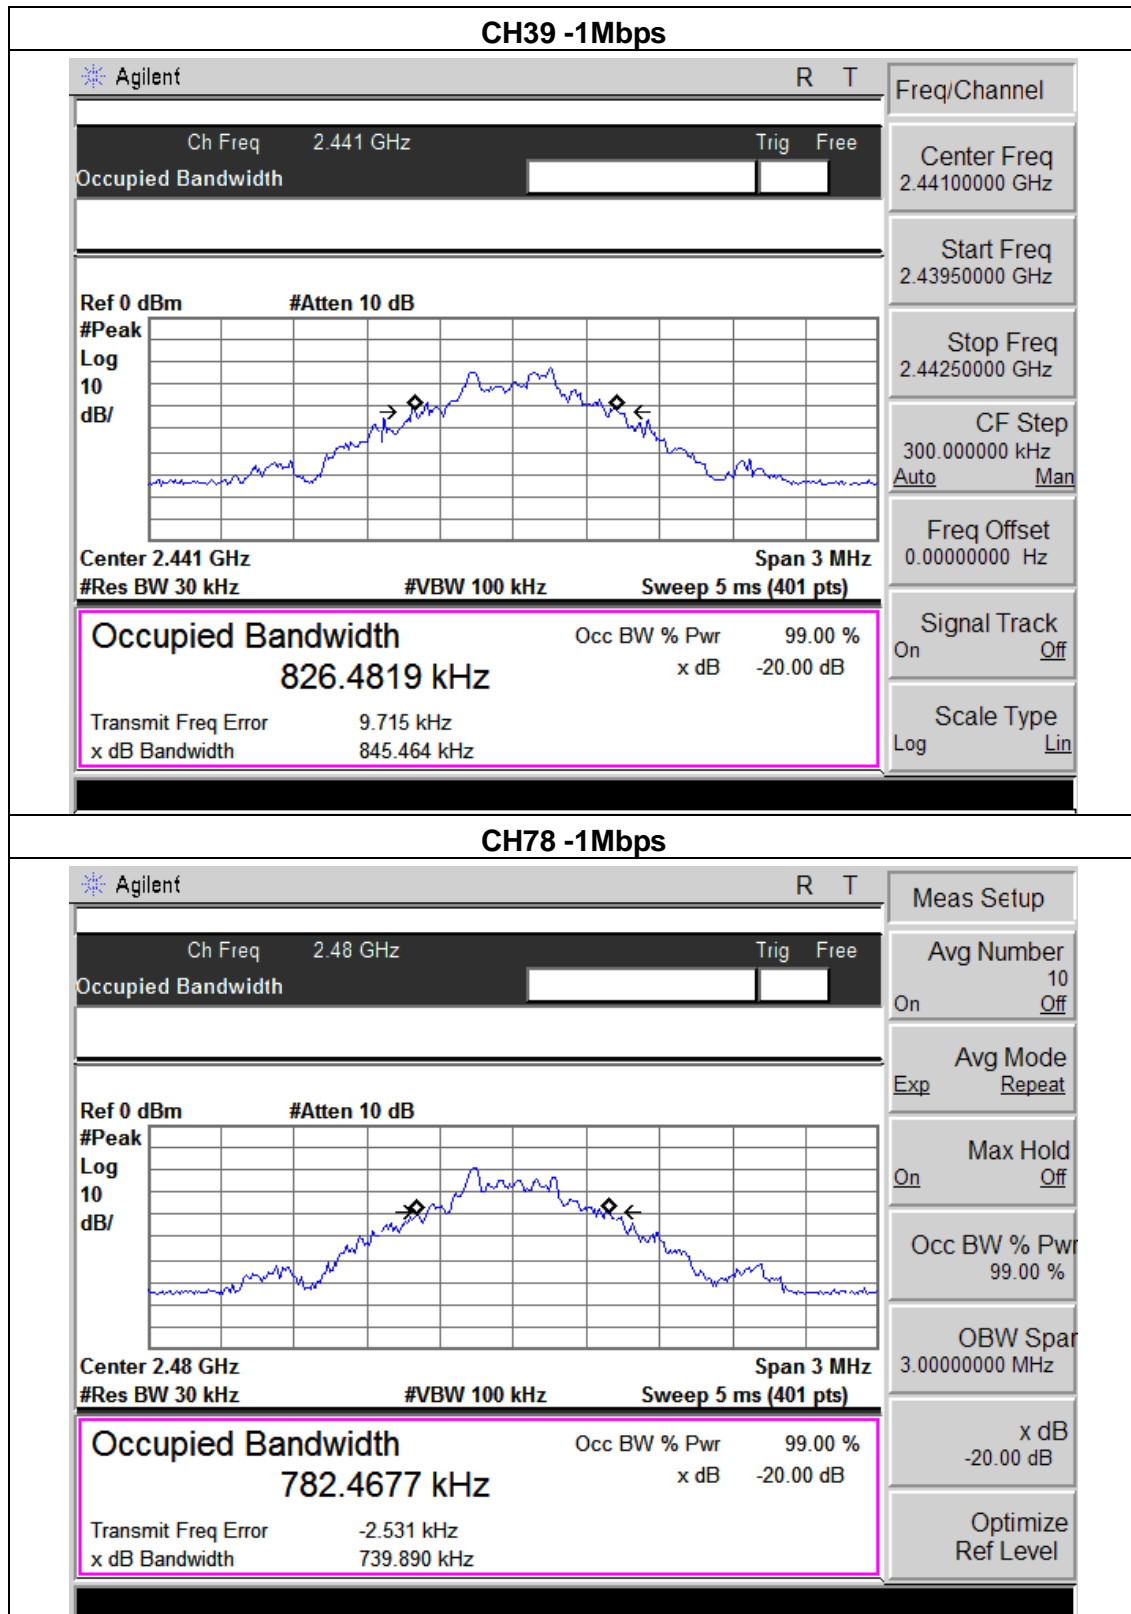 CH39 -1Mbps
Agilent R T
Ch Freq 2.441 GHz Trig Free
Occupied Bandwidth
Ref 0 dBm #Atten 10 dB
#Peak
Log
10
dB/
Center 2.441 GHz Span 3 MHz
#Res BW 30 kHz #VBW 100 kHz Sweep 5 ms (401 pts)
Occupied Bandwidth Occ BW % Pwr 99.00 %
826.4819 kHz x dB -20.00 dB
Transmit Freq Error 9.715 kHz
x dB Bandwidth 845.464 kHz
Freq/Channel
Center Freq
2.44100000 GHz
Start Freq
2.43950000 GHz
Stop Freq
2.44250000 GHz
CF Step
300.000000 kHz
Auto Man
Freq Offset
0.00000000 Hz
Signal Track
On Off
Scale Type
Log Lin
CH78 -1Mbps
Agilent R T
Ch Freq 2.48 GHz Trig Free
Occupied Bandwidth
Ref 0 dBm #Atten 10 dB
#Peak
Log
10
dB/
Center 2.48 GHz Span 3 MHz
#Res BW 30 kHz #VBW 100 kHz Sweep 5 ms (401 pts)
Occupied Bandwidth Occ BW % Pwr 99.00 %
782.4677 kHz x dB -20.00 dB
Transmit Freq Error -2.531 kHz
x dB Bandwidth 739.890 kHz
Meas Setup
Avg Number
10
On Off
Avg Mode
Exp Repeat
Max Hold
On Off
Occ BW % Pwr
99.00 %
OBW Span
3.00000000 MHz
x dB
-20.00 dB
Optimize
Ref Level